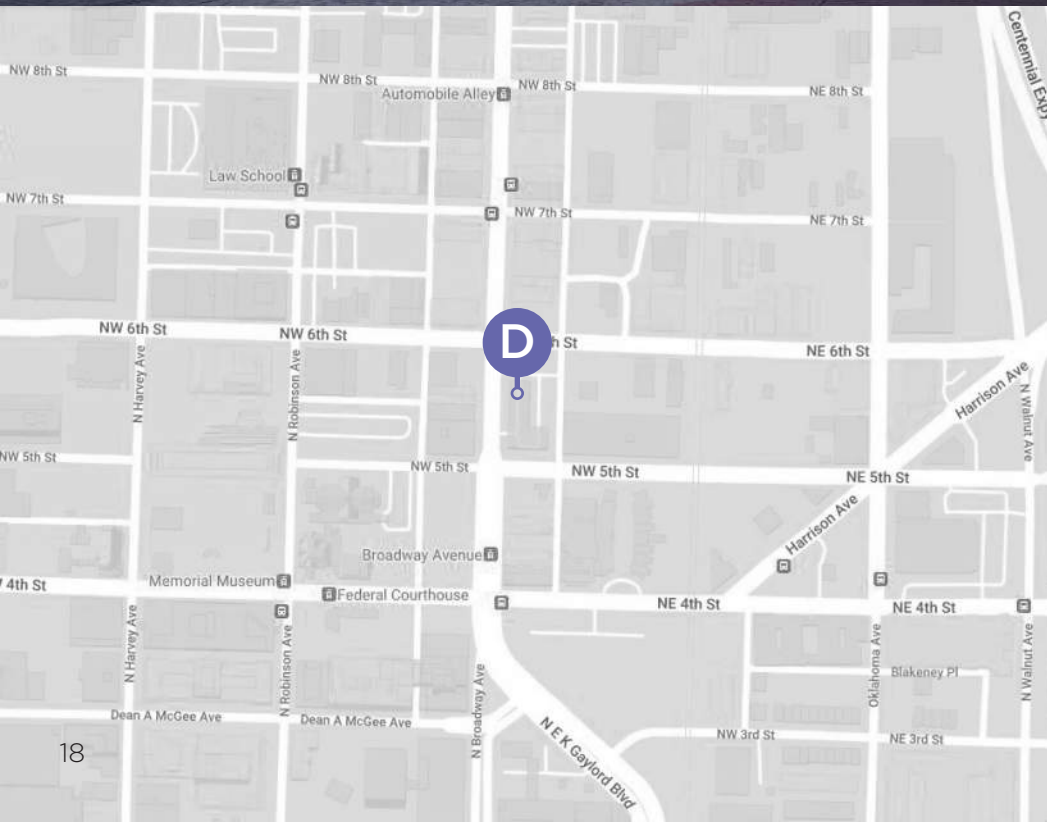 Centennial Expy
NW 8th St
NW 8th St
NW 8th St
NE 8th St
Automobile Alley
Law School
NW 7th St
NW 7th St
NE 7th St
NW 6th St
NW 6th St
D
h St
NE 6th St
N Harvey Ave
N Robinson Ave
Harrison Ave
N Walnut Ave
NW 5th St
NW 5th St
NW 5th St
NE 5th St
Harrison Ave
Broadway Avenue
Memorial Museum
4th St
Federal Courthouse
NE 4th St
NE 4th St
N Harvey Ave
N Robinson Ave
N Broadway Ave
Oklahoma Ave
N Walnut Ave
Blakeney Pl
Dean A McGee Ave
Dean A McGee Ave
N E K Gaylord Blvd
NW 3rd St
NE 3rd St
18